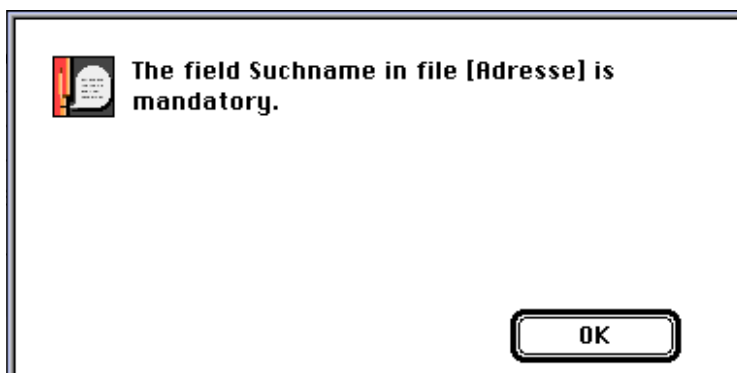 The field Suchname in file [Adresse] is
mandatory.
OK